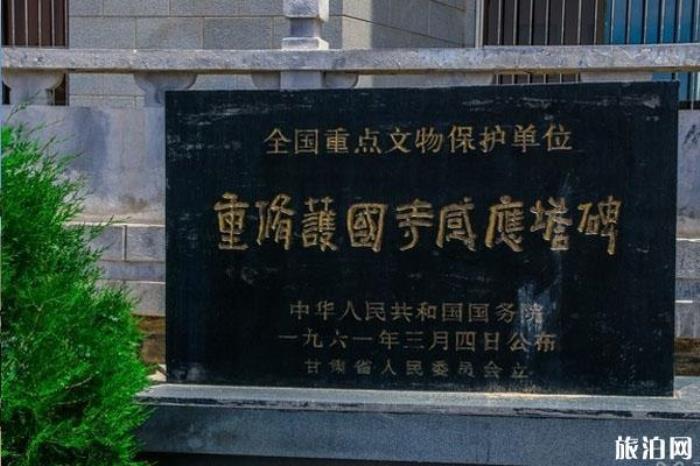 全国重点文物保护单位
重修護國寺感應塔碑
中华人民共和国国务院
一九六一年三月四日公布
甘肃省人民委员会立
旅泊网